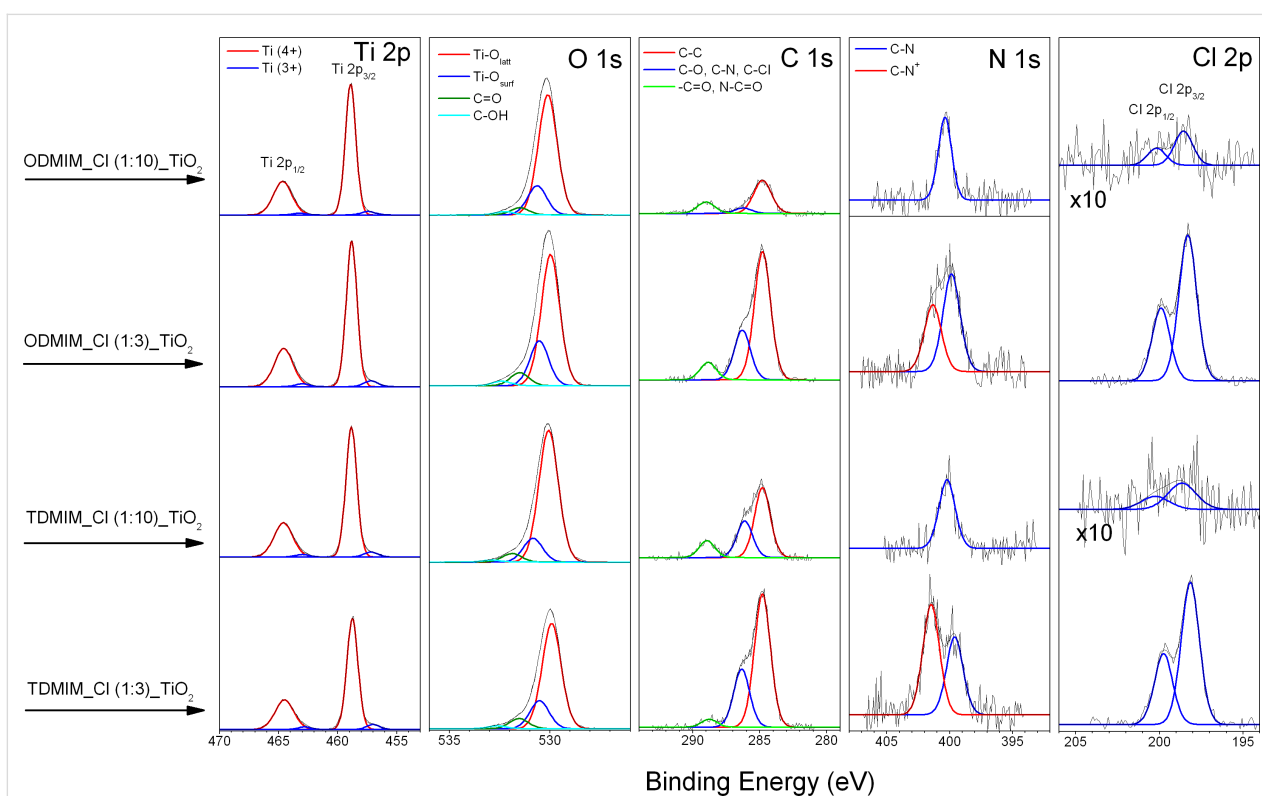 Ti (4+)
Ti (3+)
Ti 2p
Ti 2p3/2
Ti 2p1/2
Ti-Olatt
Ti-Osurf
C=O
C-OH
O 1s
C-C
C-O, C-N, C-Cl
-C=O, N-C=O
C 1s
C-N
C-N+
N 1s
Cl 2p
Cl 2p3/2
Cl 2p1/2
x10
ODMIM_Cl (1:10)_TiO2
ODMIM_Cl (1:3)_TiO2
TDMIM_Cl (1:10)_TiO2
x10
TDMIM_Cl (1:3)_TiO2
470 465 460 455 535 530 290 285 280 405 400 395 205 200 194
Binding Energy (eV)